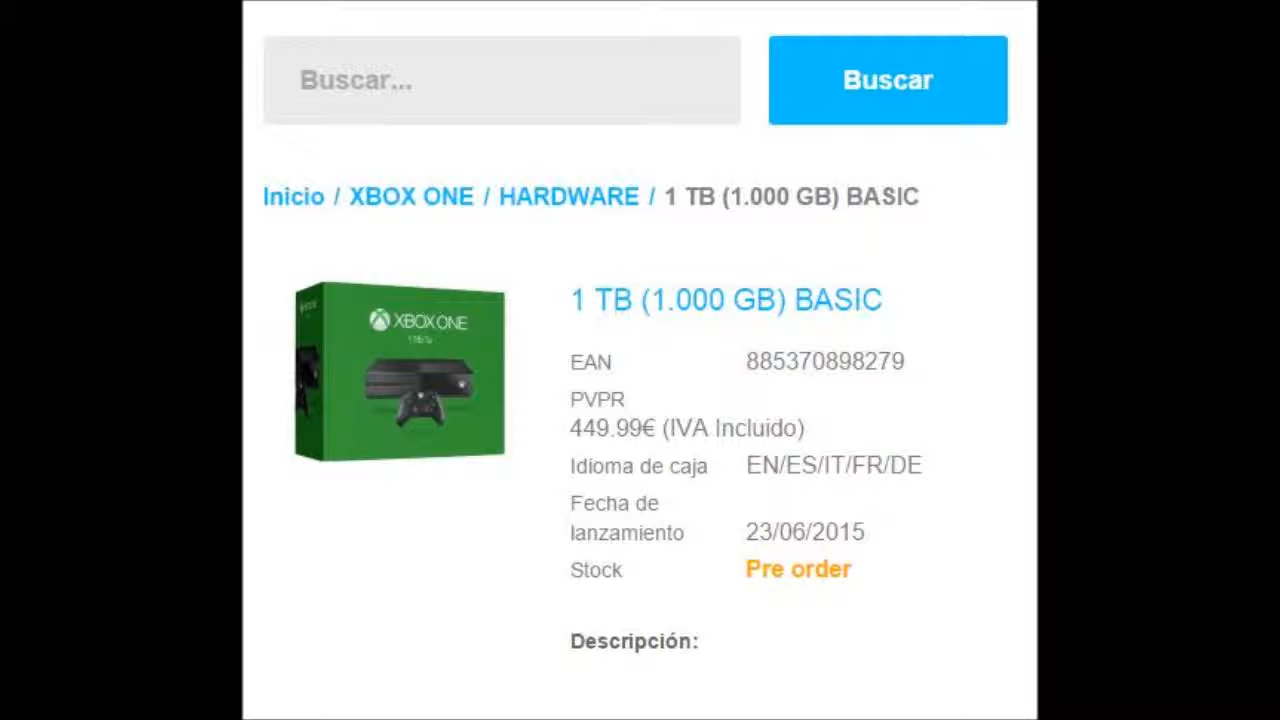 Buscar...
Buscar
Inicio / XBOX ONE / HARDWARE / 1 TB (1.000 GB) BASIC
XBOX ONE
1 TB (1.000 GB) BASIC
EAN 885370898279
PVPR
449.99€ (IVA Incluido)
Idioma de caja EN/ES/IT/FR/DE
Fecha de
lanzamiento 23/06/2015
Stock Pre order
Descripción: